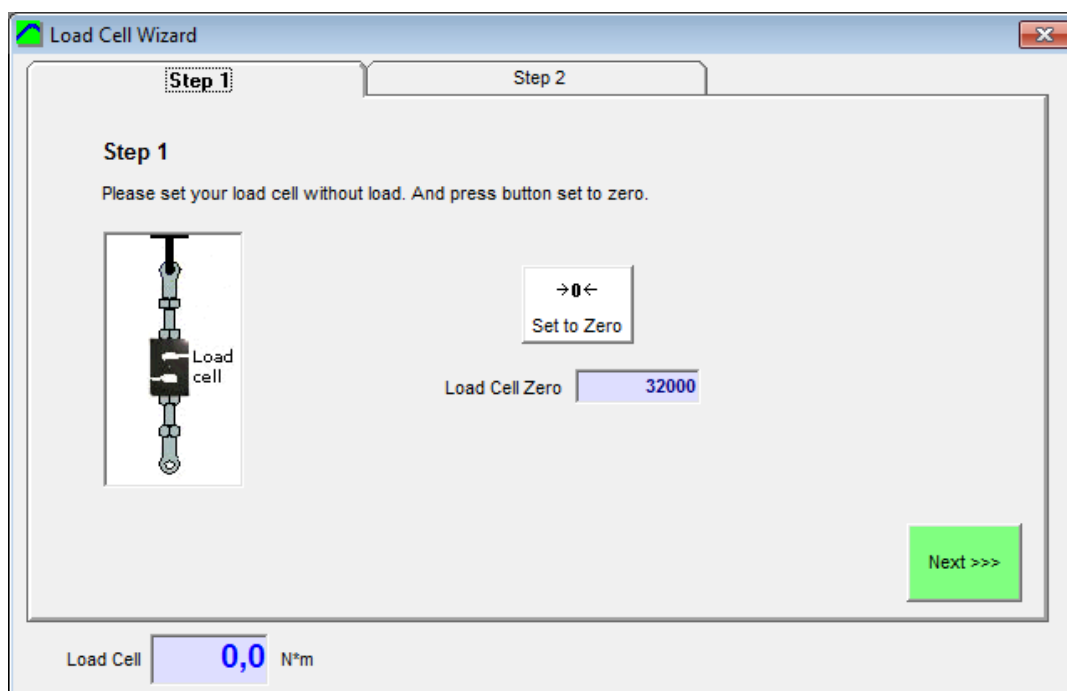 Load Cell Wizard
Step 1
Step 2
Step 1
Please set your load cell without load. And press button set to zero.
Load
cell
→0←
Set to Zero
Load Cell Zero 32000
Next >>>
Load Cell 0,0 N*m